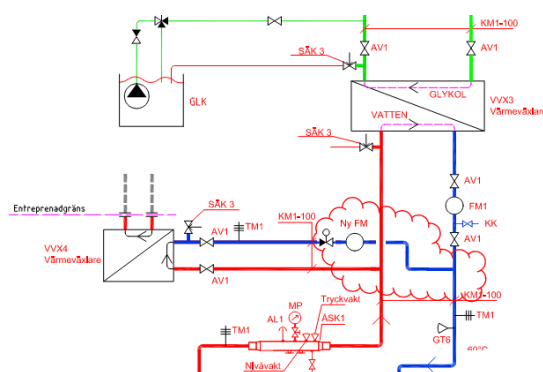 KM1-100
AV1
AV1
SÄK 3
GLK
GLYKOL
VVX3
Värmeväxlare
VATTEN
SÄK 3
AV1
Entreprenadgräns
SÄK 3
FM1
KK
AV1
TM1
KM1-100
Ny FM
AV1
VVX4
Värmeväxlare
AV1
KM1-100
MP
Tryckvakt
AL1
ÅSK1
TM1
TM1
GT6
Nivåvakt
60°C